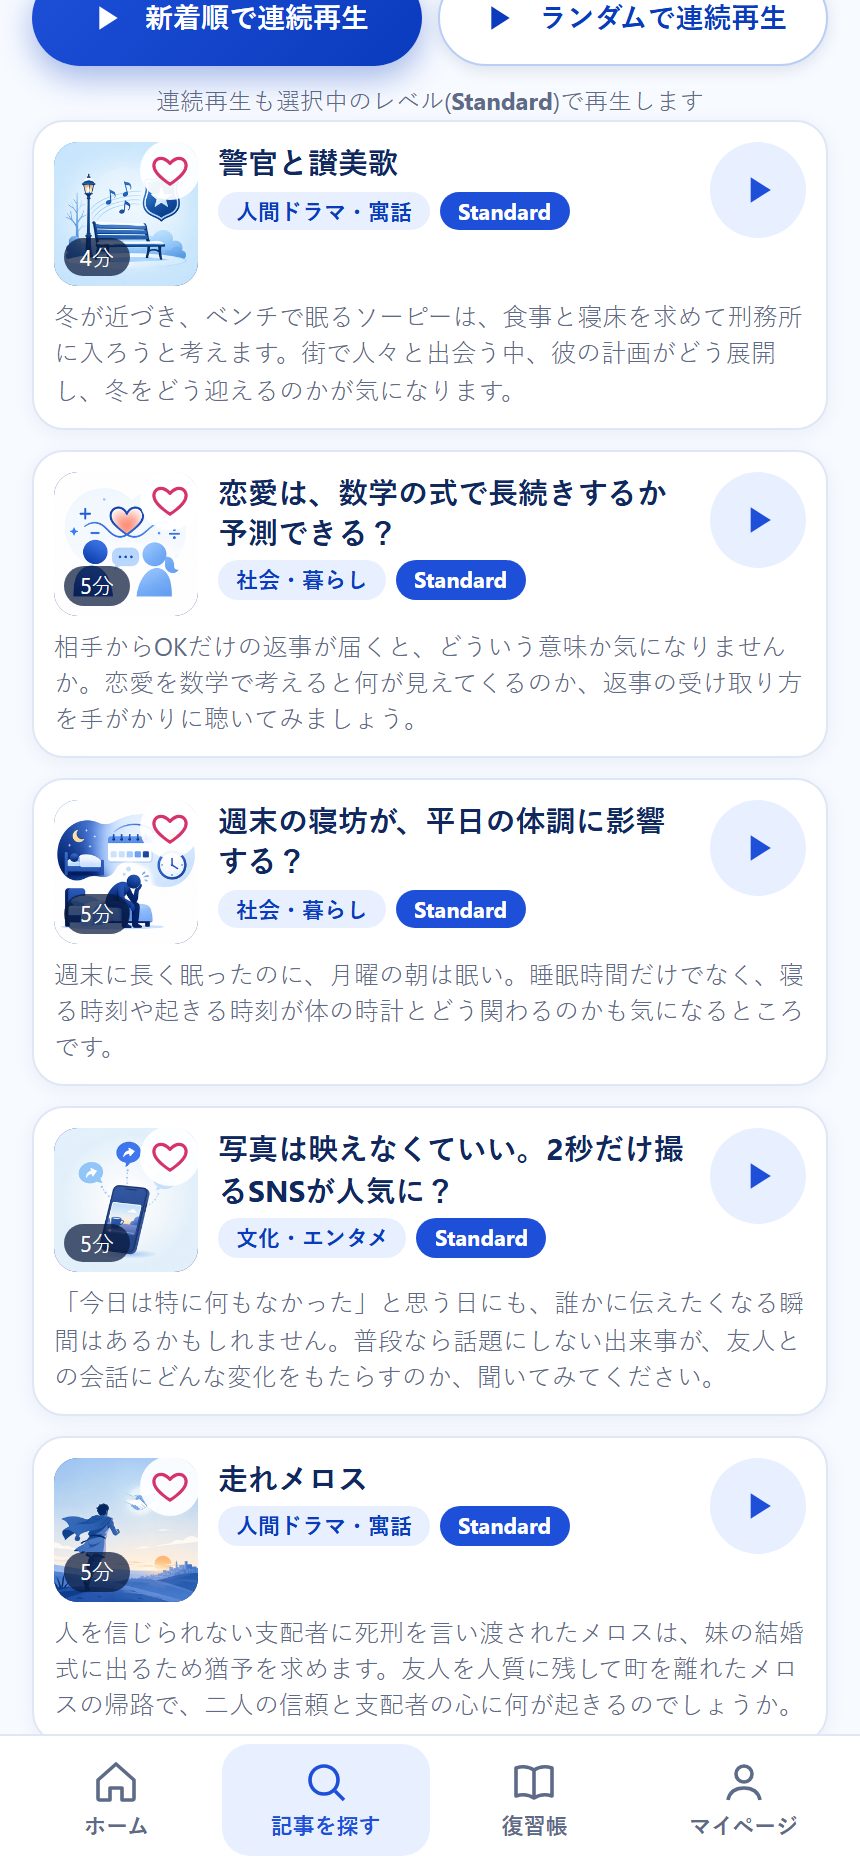 新着順で連続再生
ランダムで連続再生
連続再生も選択中のレベル(Standard)で再生します
警官と讃美歌
人間ドラマ・寓話
Standard
4分
冬が近づき、ベンチで眠るソーピーは、食事と寝床を求めて刑務所
に入ろうと考えます。街で人々と出会う中、彼の計画がどう展開
し、冬をどう迎えるのかが気になります。
恋愛は、数学の式で長続きするか
予測できる？
社会・暮らし
Standard
5分
相手からOKだけの返事が届くと、どういう意味か気になりません
か。恋愛を数学で考えると何が見えてくるのか、返事の受け取り方
を手がかりに聴いてみましょう。
週末の寝坊が、平日の体調に影響
する？
社会・暮らし
Standard
5分
週末に長く眠ったのに、月曜の朝は眠い。睡眠時間だけでなく、寝
る時刻や起きる時刻が体の時計とどう関わるのかも気になるところ
です。
写真は映えなくていい。2秒だけ撮
るSNSが人気に？
文化・エンタメ
Standard
5分
「今日は特に何もなかった」と思う日にも、誰かに伝えたくなる瞬
間はあるかもしれません。普段なら話題にしない出来事が、友人と
の会話にどんな変化をもたらすのか、聞いてみてください。
走れメロス
人間ドラマ・寓話
Standard
5分
人を信じられない支配者に死刑を言い渡されたメロスは、妹の結婚
式に出るため猶予を求めます。友人を人質に残して町を離れたメロ
スの帰路で、二人の信頼と支配者の心に何が起きるのでしょうか。
ホーム
記事を探す
復習帳
マイページ